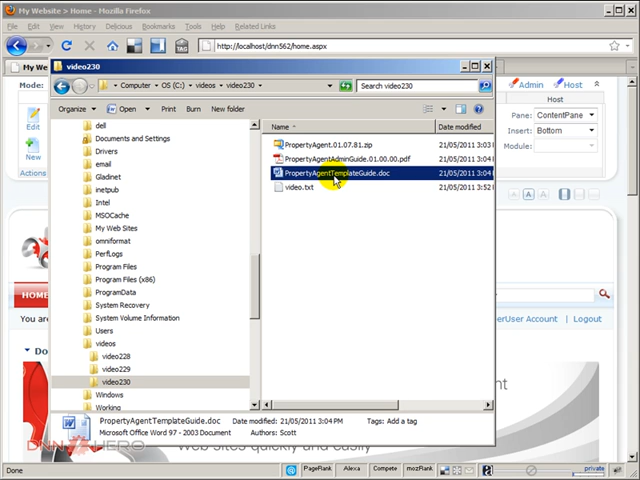 My Website > Home - Mozilla Firefox
File Edit View History Bookmarks Tools Help Related Links
http://localhost/dnn562/home.aspx
My W
video230
Computer OS (C:) videos video230
Search video230
Organize Open Print Burn New folder
Name Date modified
dell
Documents and Settings
Drivers
email
Gladinet
inetpub
Intel
MSOCache
My Web Sites
omniformat
PerfLogs
Program Files
Program Files (x86)
ProgramData
System Recovery
System Volume Information
Users
videos
video228
video229
video230
Windows
Working
PropertyAgent.01.07.81.zip 21/05/2011 3:03
PropertyAgentAdminGuide.01.00.00.pdf 21/05/2011 3:04
PropertyAgentTemplateGuide.doc 21/05/2011 3:04
video.txt 21/05/2011 3:52
PropertyAgentTemplateGuide.doc Date modified: 21/05/2011 3:04 PM Tags: Add a tag
Microsoft Office Word 97 - 2003 Document Authors: Scott
Mode:
Edit
New
Actions
Admin Host
Host
Pane: ContentPane
Insert: Bottom
Module:
HOME
You are
erUser Account | Logout
Do
ent
Web sites quickly and easily
DNN HERO
Done
PageRank Alexa Compete mozRank
private